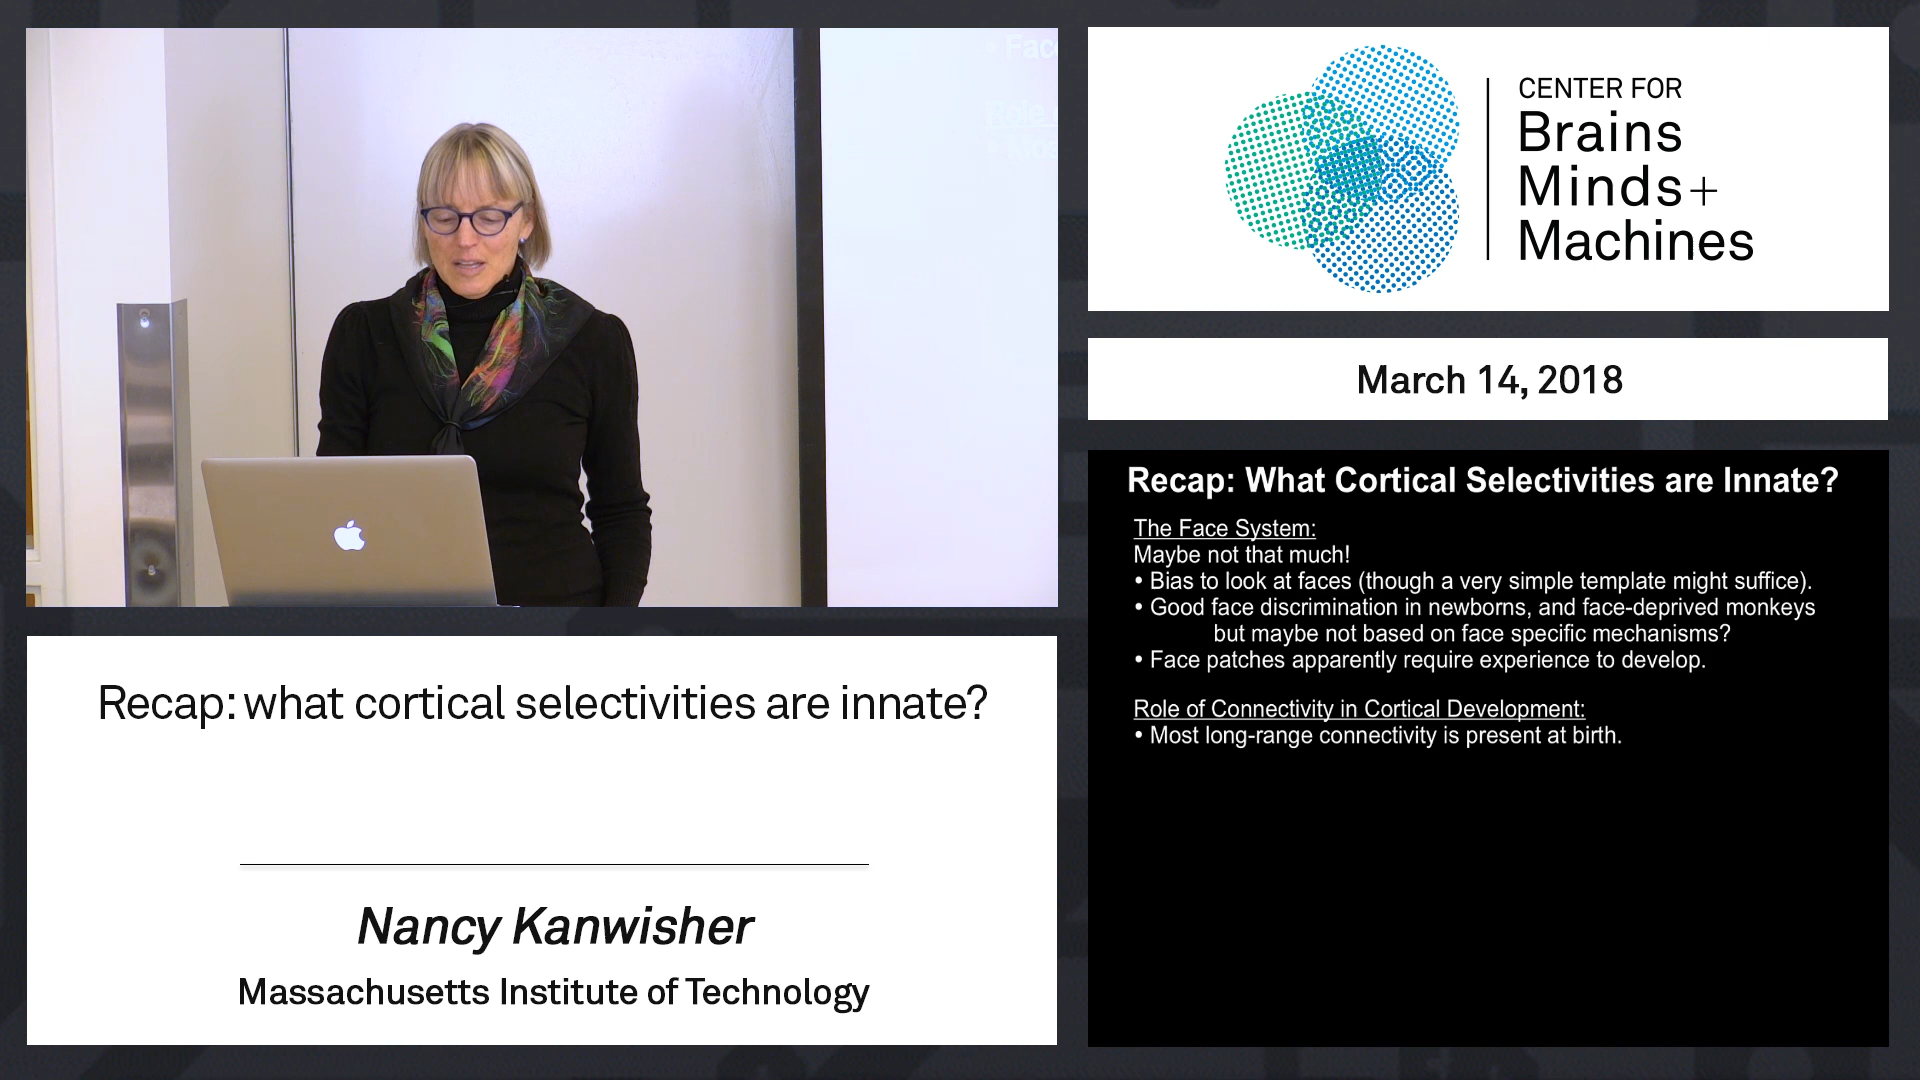 Fac
Role
CENTER FOR
Brains
Minds+
Machines
March 14, 2018
Recap: What Cortical Selectivities are Innate?
The Face System:
Maybe not that much!
• Bias to look at faces (though a very simple template might suffice).
• Good face discrimination in newborns, and face-deprived monkeys
but maybe not based on face specific mechanisms?
• Face patches apparently require experience to develop.
Role of Connectivity in Cortical Development:
• Most long-range connectivity is present at birth.
Recap: what cortical selectivities are innate?
Nancy Kanwisher
Massachusetts Institute of Technology